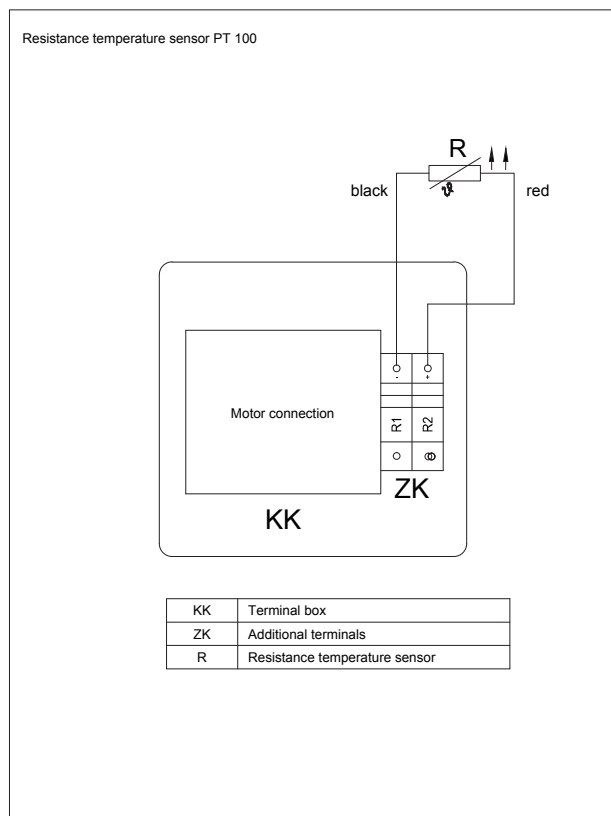 Resistance temperature sensor PT 100
R
black
ϑ
red
- +
R1 R2
Motor connection
ZK
KK
KK Terminal box
ZK Additional terminals
R Resistance temperature sensor